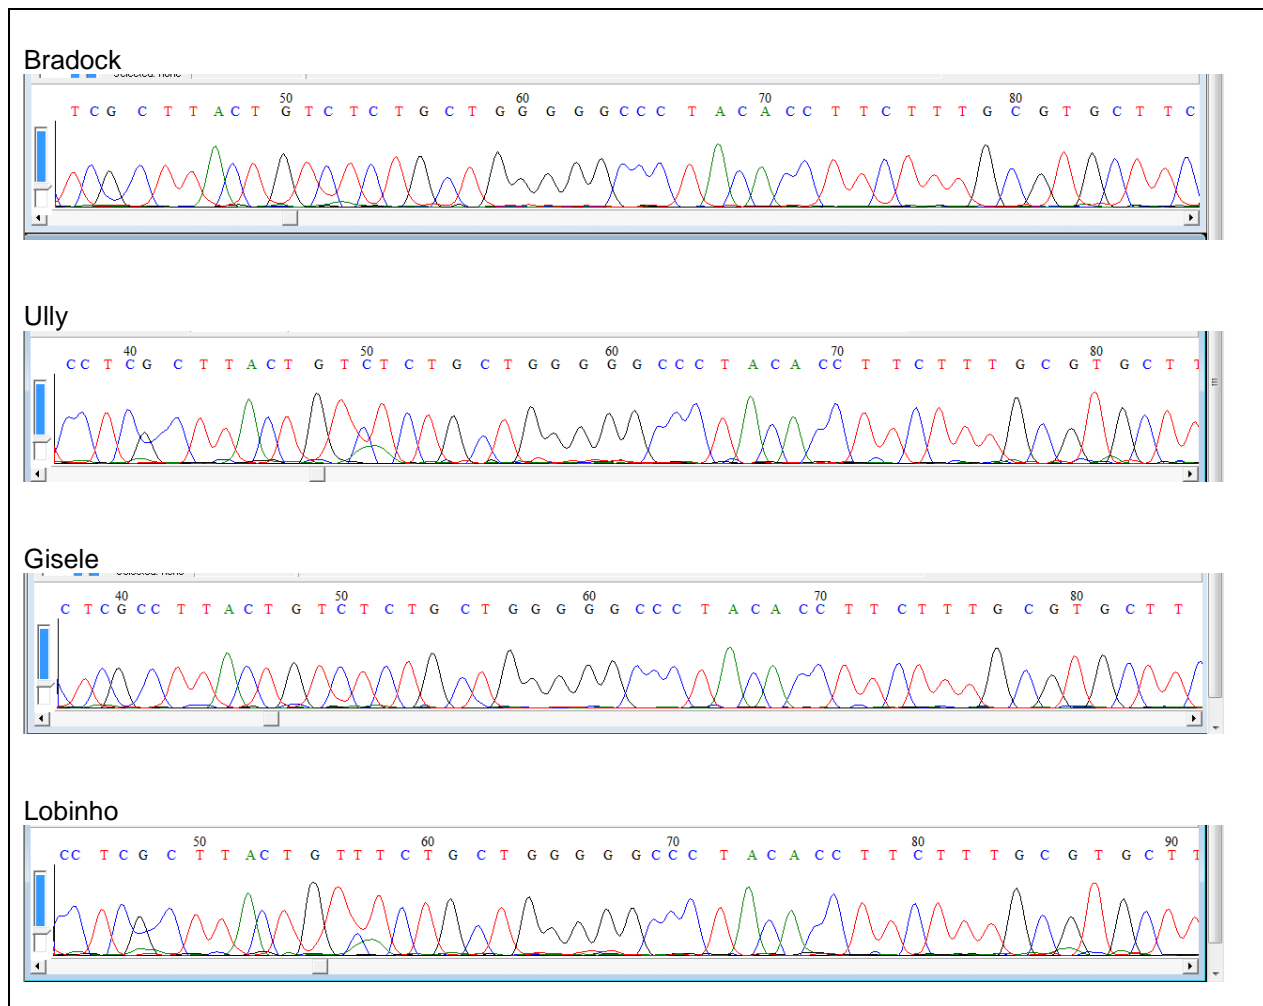 Bradock
50 60 70 80
T C G C T T A C T G T C T C T G C T G G G G G C C C T A C A C C T T C T T T G C G T G C T T C
Ully
40 50 60 70 80
C C T C G C T T A C T G T C T C T G C T G G G G G C C C T A C A C C T T C T T T G C G T G C T T
Gisele
40 50 60 70 80
C T C G C C T T A C T G T C T C T G C T G G G G G C C C T A C A C C T T C T T T G C G T G C T T
Lobinho
50 60 70 80 90
C C T C G C T T A C T G T T T C T G C T G G G G G C C C T A C A C C T T C T T T G C G T G C T T